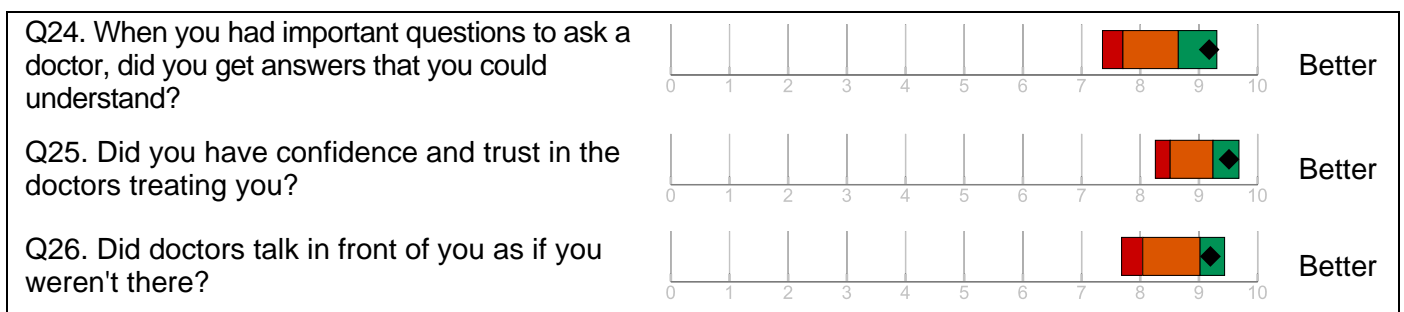 Q24. When you had important questions to ask a
doctor, did you get answers that you could
understand?
Better
0 1 2 3 4 5 6 7 8 9 10
Q25. Did you have confidence and trust in the
doctors treating you?
Better
0 1 2 3 4 5 6 7 8 9 10
Q26. Did doctors talk in front of you as if you
weren't there?
Better
0 1 2 3 4 5 6 7 8 9 10